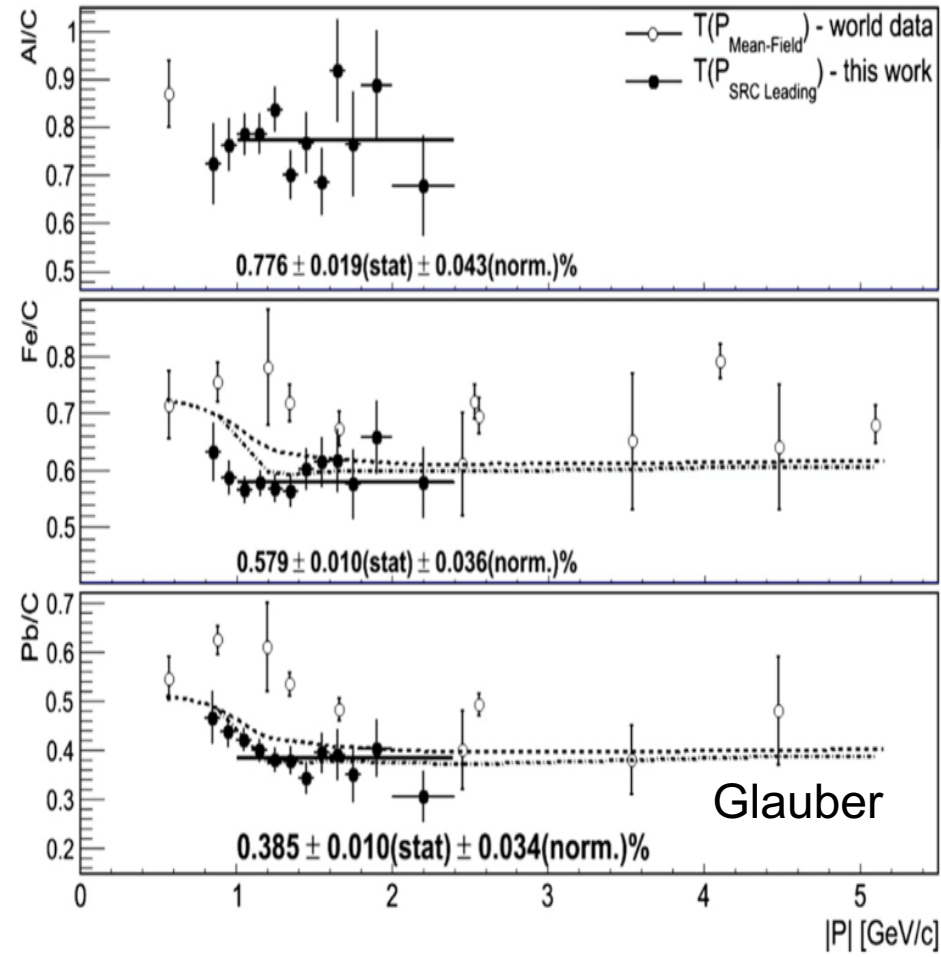 Al/C
1
0.9
0.8
0.7
0.6
0.5
T(P Mean-Field) - world data
T(P SRC Leading) - this work
0.776 ± 0.019(stat) ± 0.043(norm.)%
Fe/C
0.8
0.7
0.6
0.5
0.579 ± 0.010(stat) ± 0.036(norm.)%
Pb/C
0.7
0.6
0.5
0.4
0.3
0.2
Glauber
0.385 ± 0.010(stat) ± 0.034(norm.)%
0 1 2 3 4 5
|P| [GeV/c]